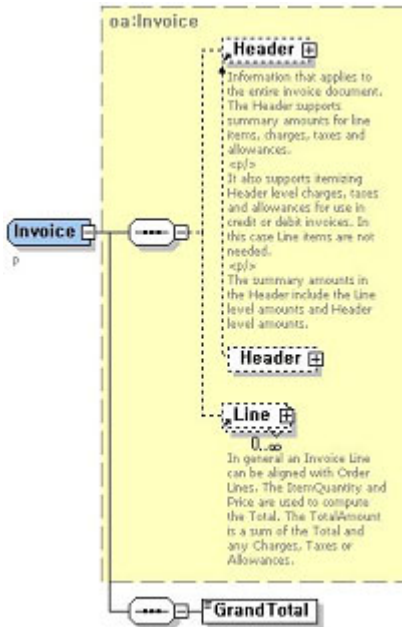 oa:Invoice
Header
Information that applies to
the entire invoice document.
The Header supports
summary amounts for line
items, charges, taxes and
allowances.
<p/>
It also supports itemizing
Header level charges, taxes
and allowances for use in
credit or debit invoices. In
this case Line items are not
needed.
<p/>
The summary amounts in
the Header include the Line
level amounts and Header
level amounts.
Invoice
p
Header
Line
0..∞
In general an Invoice Line
can be aligned with Order
Lines. The ItemQuantity and
Price are used to compute
the Total. The TotalAmount
is a sum of the Total and
any Charges, Taxes or
Allowances.
GrandTotal